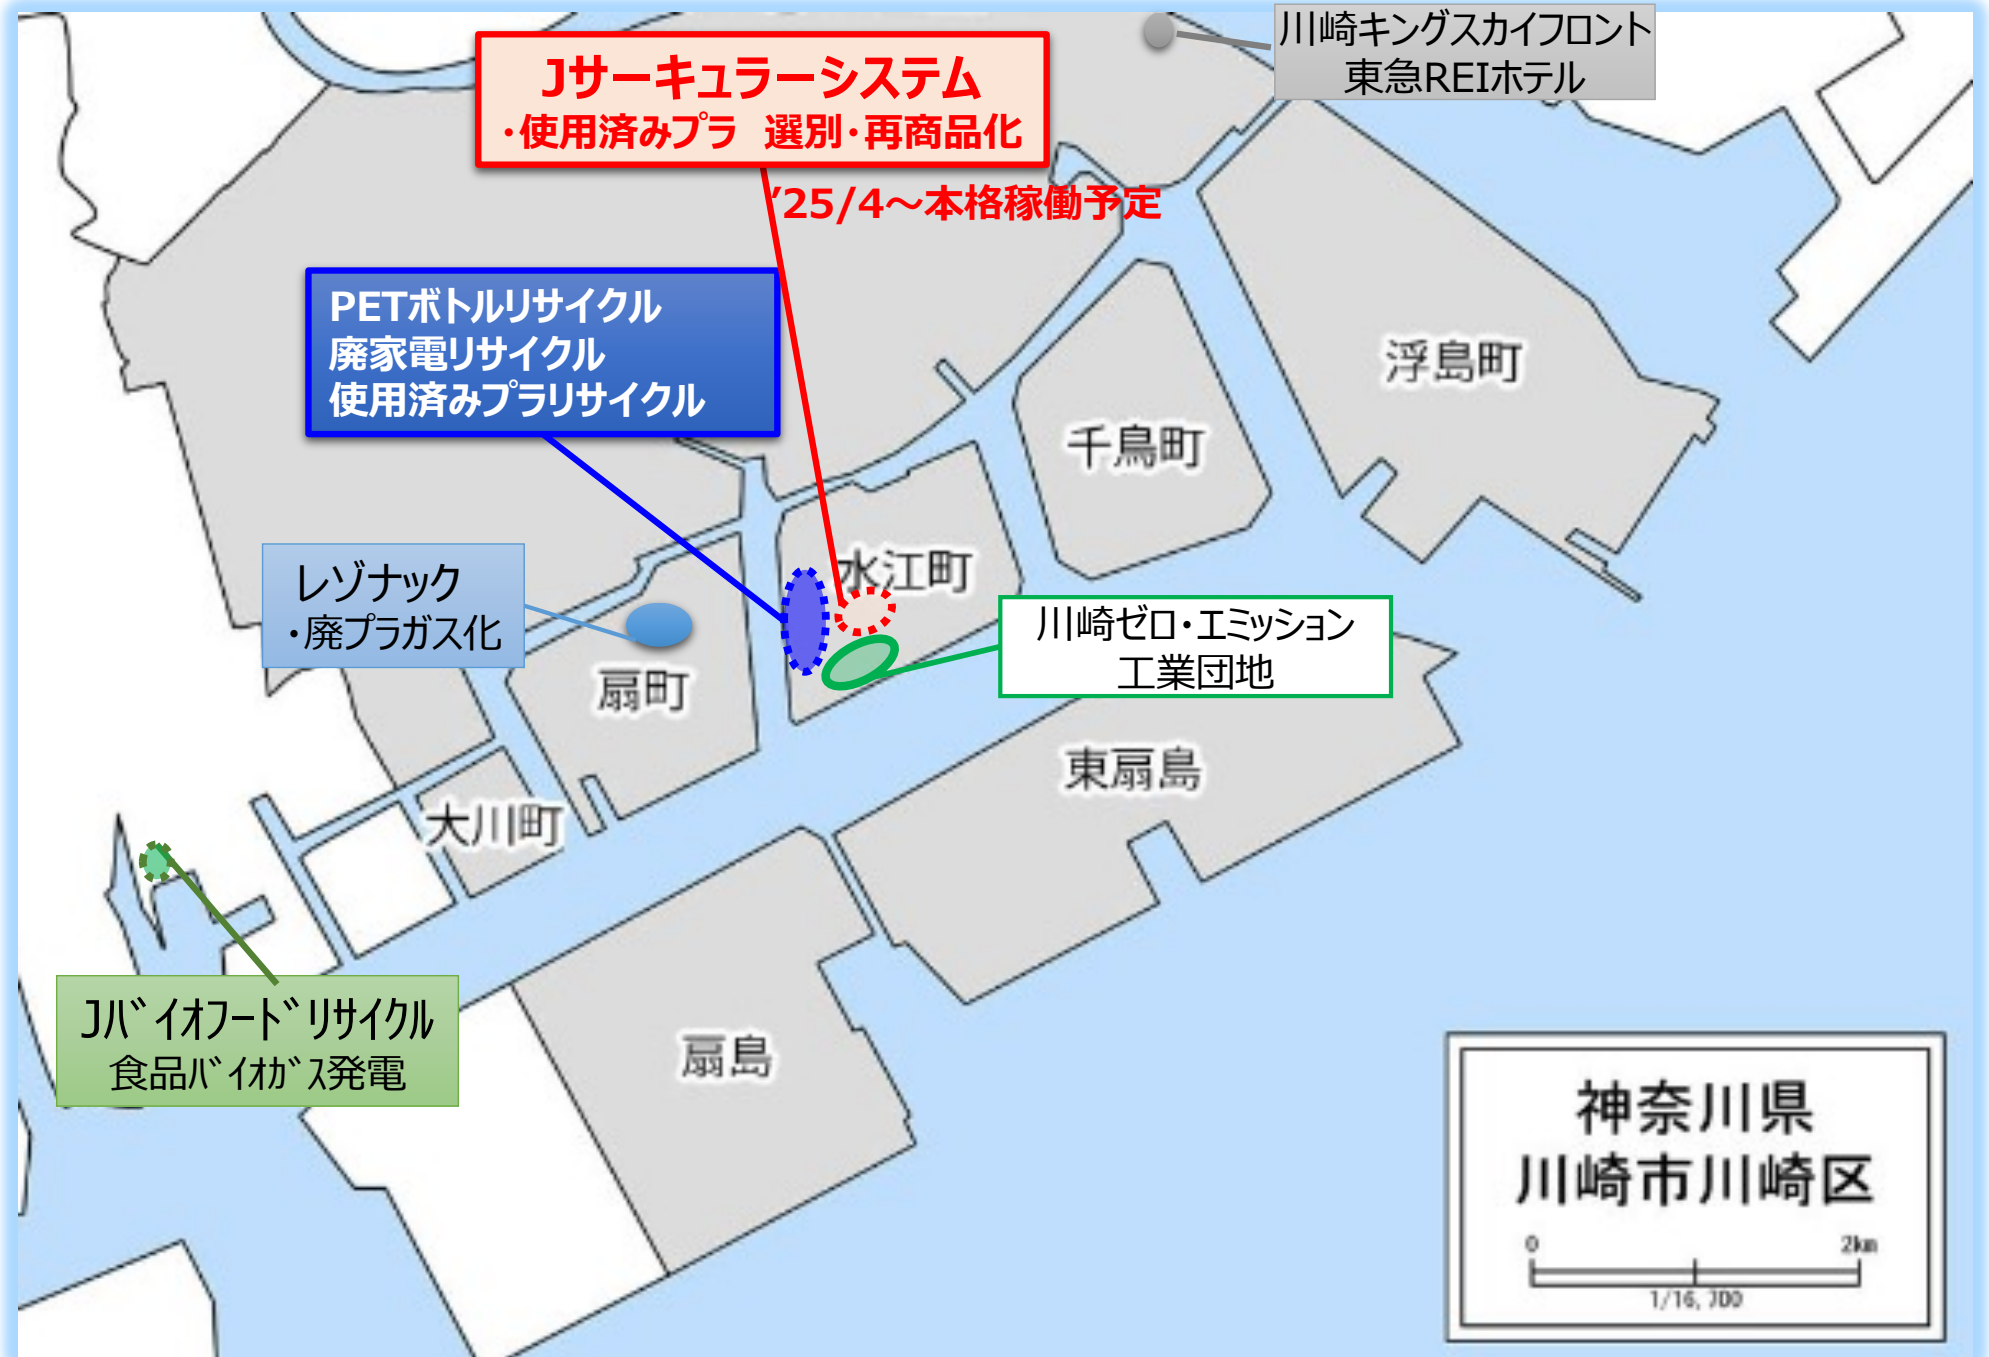 川崎キングスカイフロント
東急REIホテル
Jサーキュラーシステム
・使用済みプラ　選別・再商品化
’25/4～本格稼働予定
PETボトルリサイクル
廃家電リサイクル
使用済みプラリサイクル
浮島町
千鳥町
水江町
レゾナック
・廃プラガス化
川崎ゼロ・エミッション
工業団地
扇町
東扇島
大川町
Jﾊﾞｲｵﾌｰﾄﾞﾘｻｲｸﾙ
食品ﾊﾞｲｵｶﾞｽ発電
扇島
神奈川県
川崎市川崎区
0 2km
1/16,700